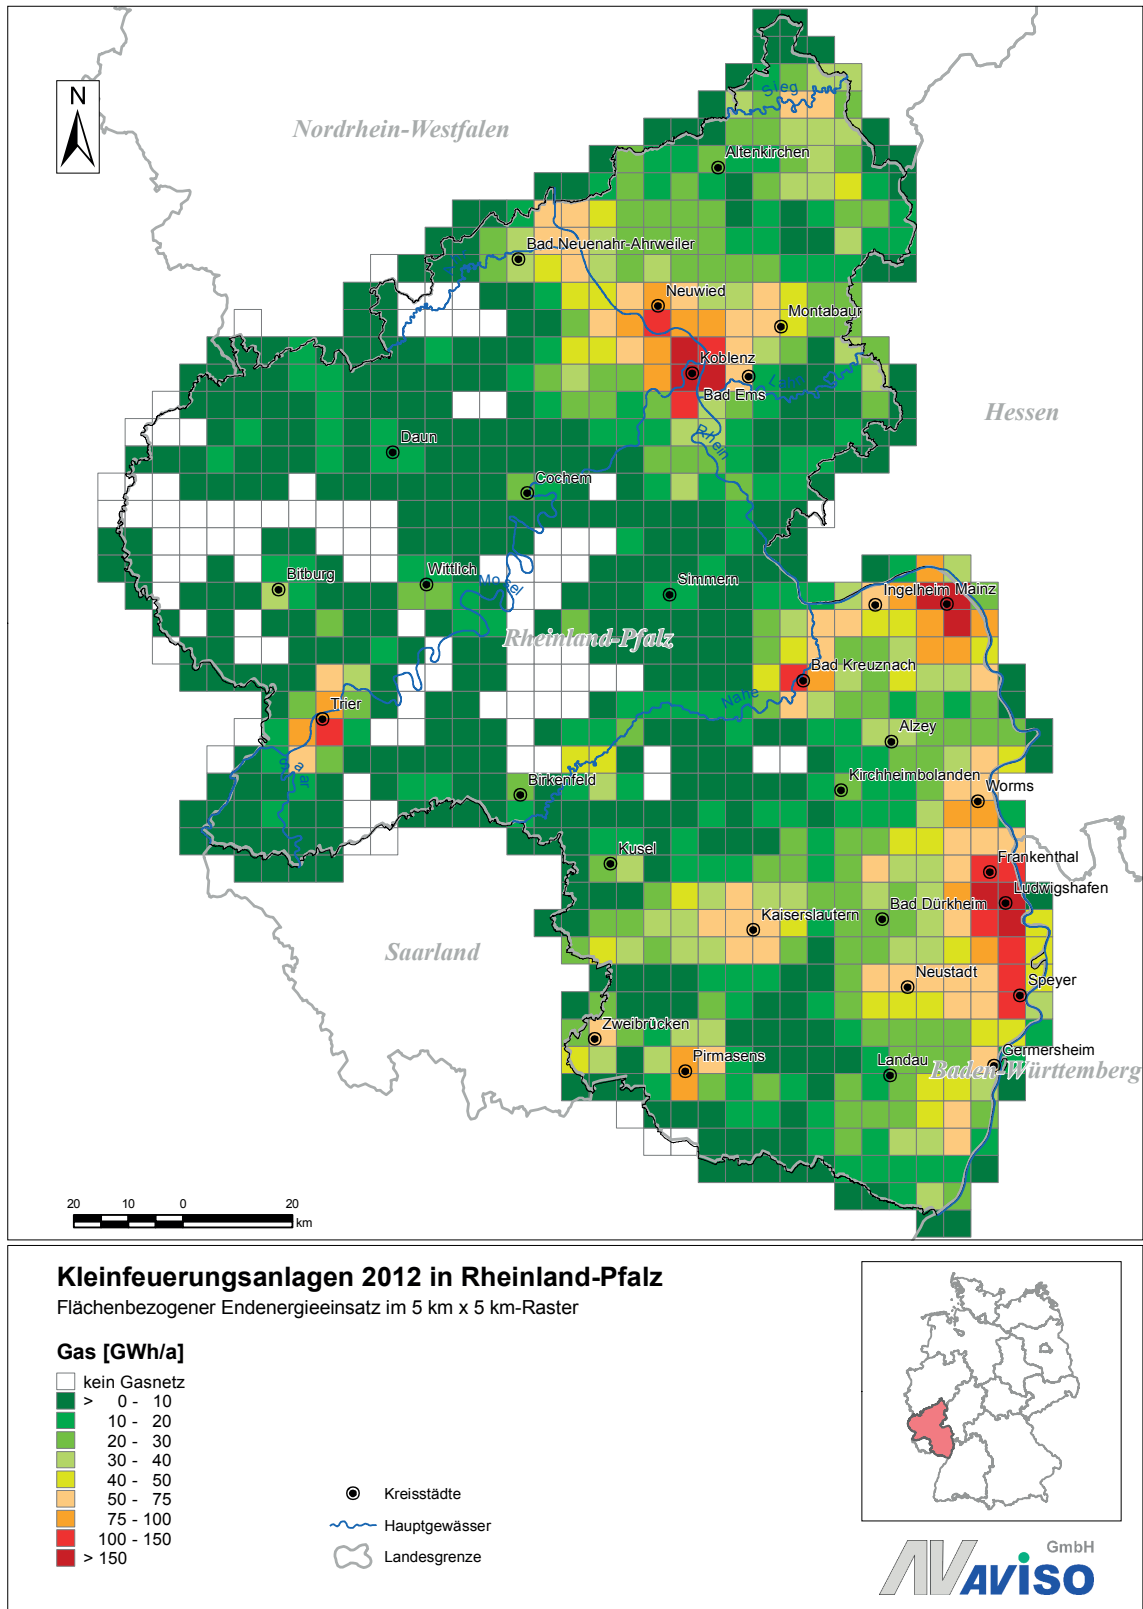 N
Nordrhein-Westfalen
Sieg
Altenkirchen
Bad Neuenahr-Ahrweiler
Ahr
Neuwied
Montabaur
Koblenz
Lahn
Bad Ems
Hessen
Rhein
Daun
Cochem
Bitburg
Wittlich
Mosel
Simmern
Ingelheim
Mainz
Rheinland-Pfalz
Bad Kreuznach
Nahe
Trier
Alzey
Saar
Birkenfeld
Kirchheimbolanden
Worms
Kusel
Frankenthal
Ludwigshafen
Kaiserslautern
Bad Dürkheim
Saarland
Neustadt
Speyer
Zweibrücken
Pirmasens
Landau
Germersheim
Baden-Württemberg
20 10 0 20
km
Kleinfeuerungsanlagen 2012 in Rheinland-Pfalz
Flächenbezogener Endenergieeinsatz im 5 km x 5 km-Raster
Gas [GWh/a]
kein Gasnetz
> 0 - 10
10 - 20
20 - 30
30 - 40
40 - 50
50 - 75
75 - 100
100 - 150
> 150
Kreisstädte
Hauptgewässer
Landesgrenze
GmbH
AVISO